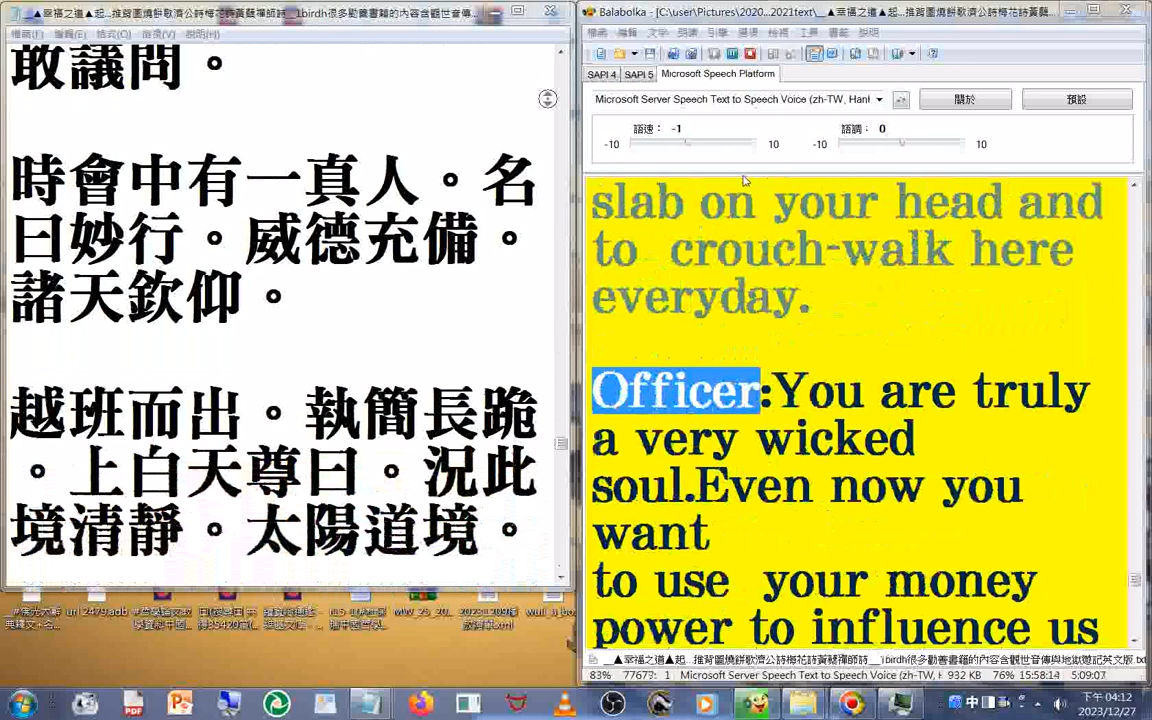 敢議問。
時會中有一真人。名
曰妙行。威德充備。
諸天欽仰。
越班而出。執簡長跪
。上白天尊曰。況此
境清靜。太陽道境。
Balabolka - [C:\user\Pictures\2020...2021text\
SAPI 4 SAPI 5 Microsoft Speech Platform
Microsoft Server Speech Text to Speech Voice (zh-TW, Hanl
關於 預設
語速： -1 語調： 0
-10 10 -10 10
slab on your head and
to crouch-walk here
everyday.
Officer:You are truly
a very wicked
soul.Even now you
want
to use your money
power to influence us
83% 77677: 1 Microsoft Server Speech Text to Speech Voice (zh-TW, H 932 KB 76% 15:58:14 5:09:07
下午 04:12
2023/12/27